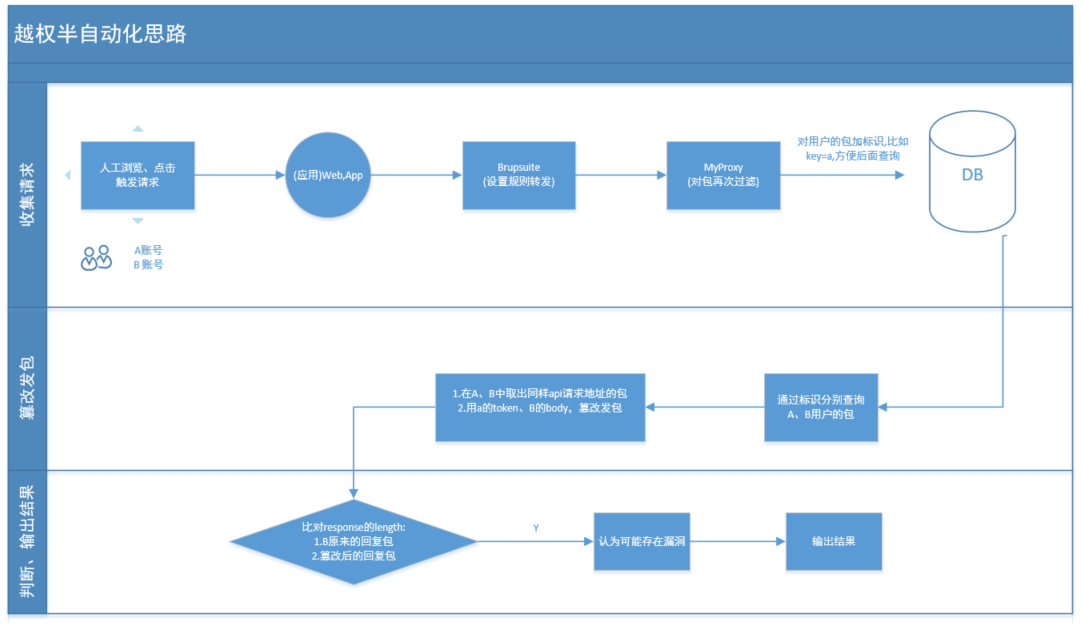 越权半自动化思路
收集请求
人工浏览、点击
触发请求
(应用)Web,App
Brupsuite
(设置规则转发)
MyProxy
(对包再次过滤)
对用户的包加标识,比如
key=a,方便后面查询
DB
A账号
B 账号
篡改发包
1.在A、B中取出同样api请求地址的包
2.用a的token、B的body，篡改发包
通过标识分别查询
A、B用户的包
判断、输出结果
比对response的length:
1.B原来的回复包
2.篡改后的回复包
Y
认为可能存在漏洞
输出结果